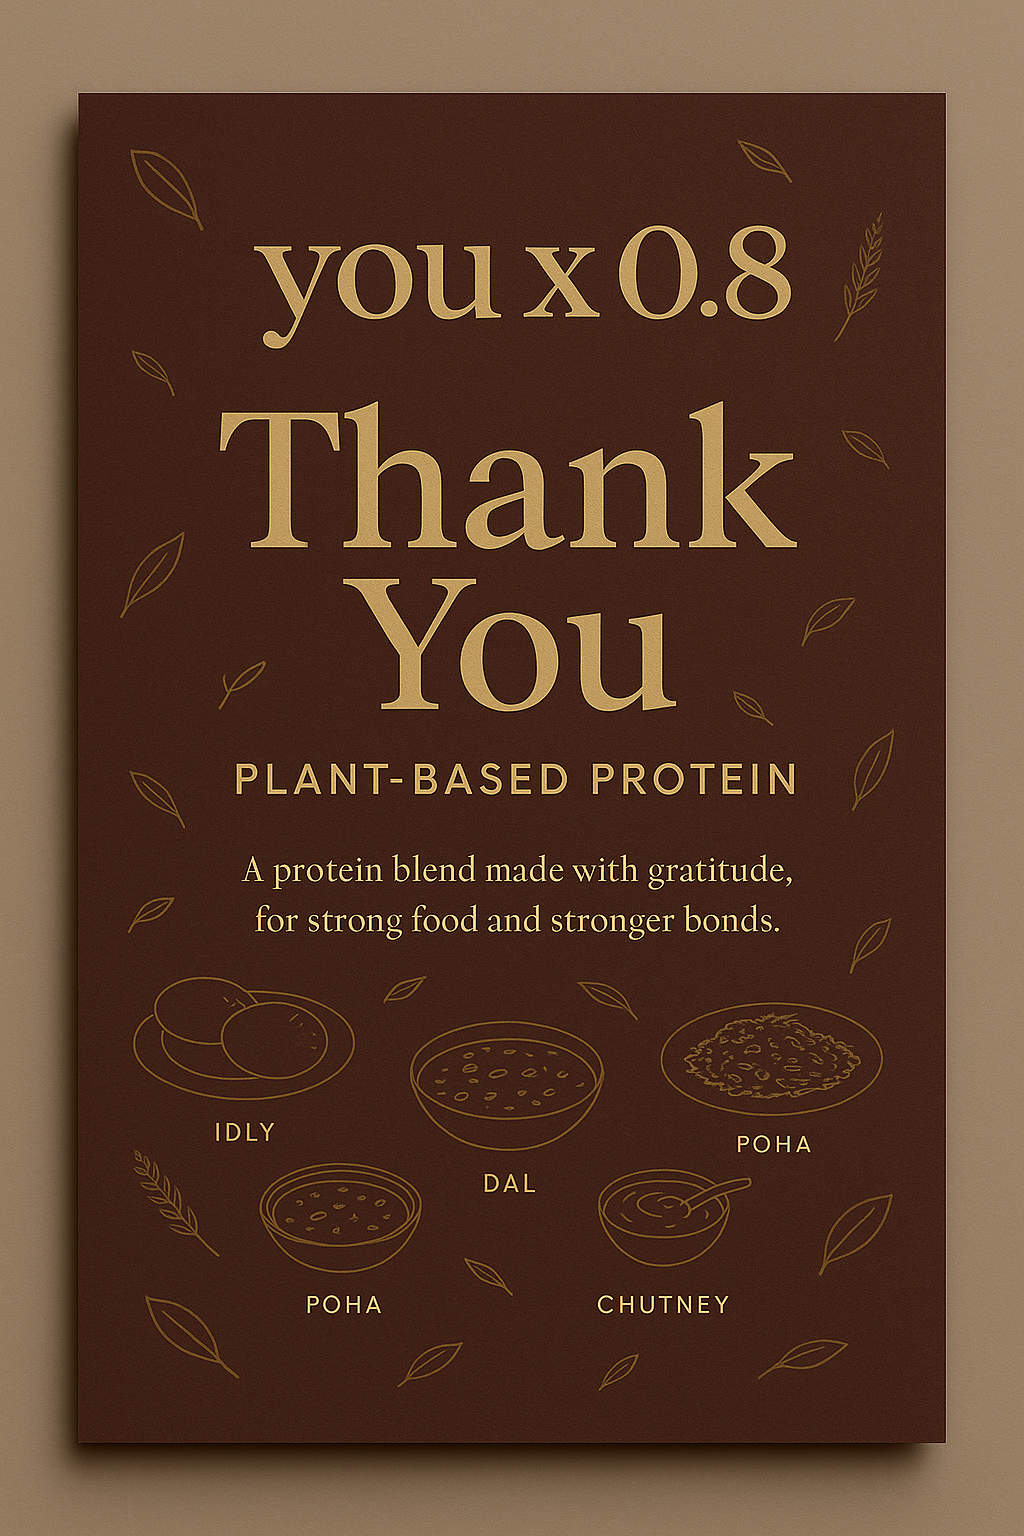 you x 0.8
Thank
You
PLANT-BASED PROTEIN
A protein blend made with gratitude,
for strong food and stronger bonds.
IDLY
POHA
DAL
POHA
CHUTNEY